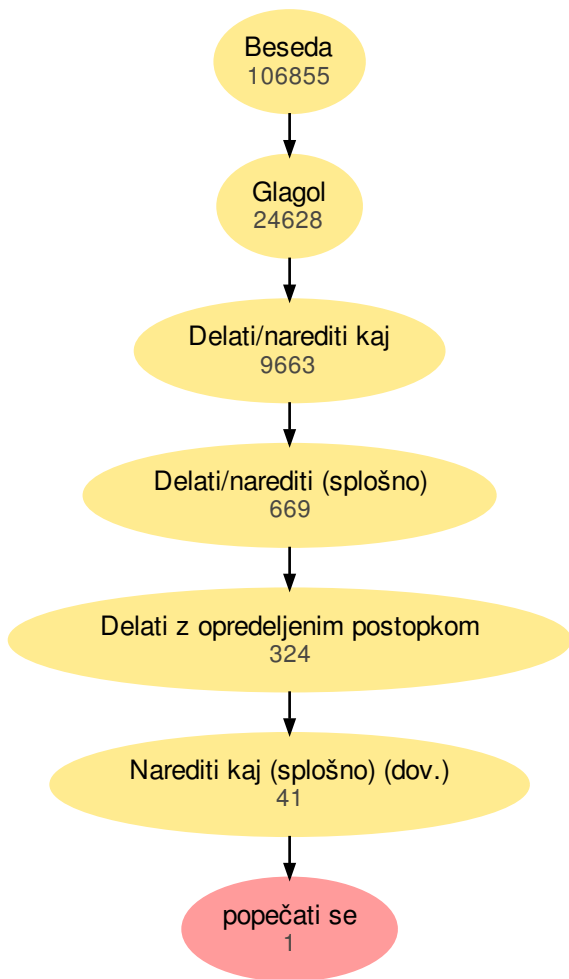 Beseda
106855
Glagol
24628
Delati/narediti kaj
9663
Delati/narediti (splošno)
669
Delati z opredeljenim postopkom
324
Narediti kaj (splošno) (dov.)
41
popečati se
1